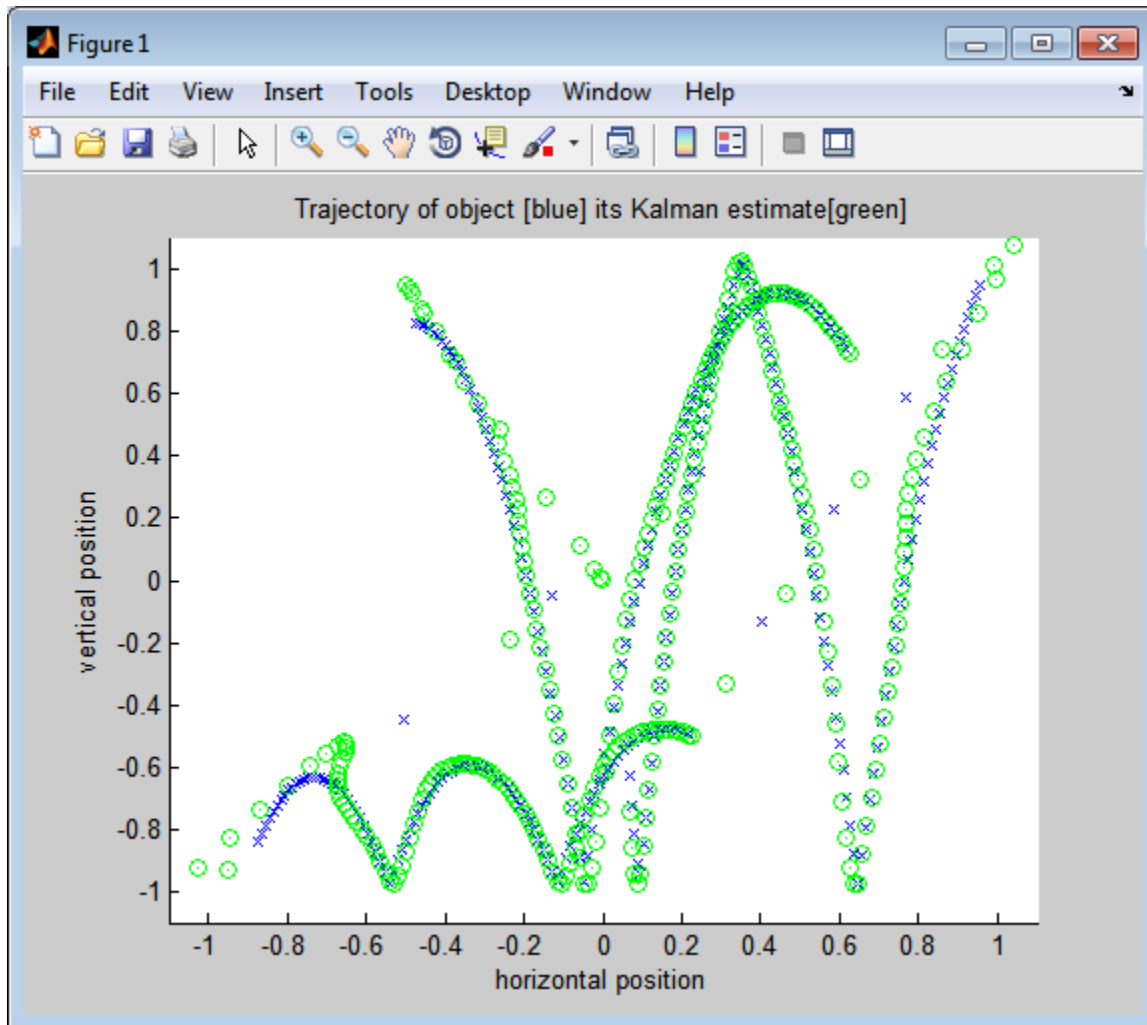 Figure 1
File Edit View Insert Tools Desktop Window Help
Trajectory of object [blue] its Kalman estimate[green]
1
0.8
0.6
0.4
0.2
0
-0.2
-0.4
-0.6
-0.8
-1
vertical position
-1 -0.8 -0.6 -0.4 -0.2 0 0.2 0.4 0.6 0.8 1
horizontal position